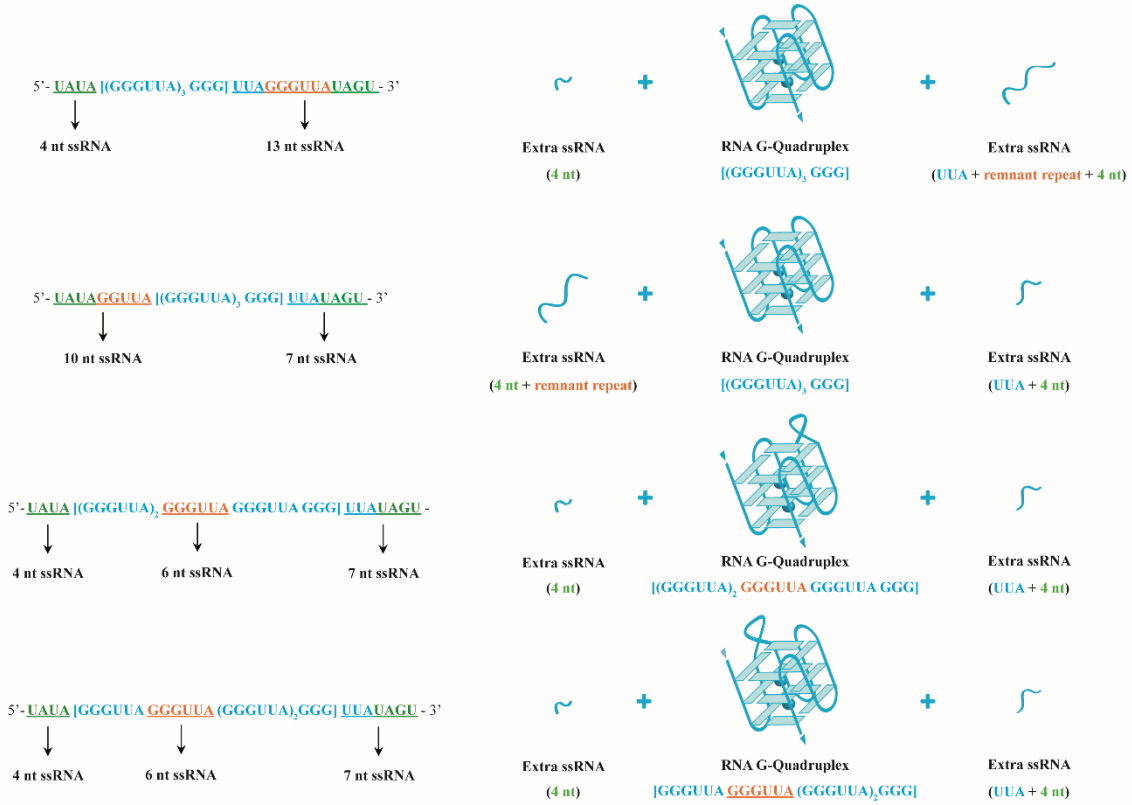 5’- UAUA [(GGGUUA)₃ GGG] UUAGGGUUAUAGU - 3’
4 nt ssRNA 13 nt ssRNA
+ +
Extra ssRNA RNA G-Quadruplex Extra ssRNA
(4 nt) [(GGGUUA)₃ GGG] (UUA + remnant repeat + 4 nt)
5’- UAUAGGUUA [(GGGUUA)₃ GGG] UUAUAGU - 3’
10 nt ssRNA 7 nt ssRNA
+ +
Extra ssRNA RNA G-Quadruplex Extra ssRNA
(4 nt + remnant repeat) [(GGGUUA)₃ GGG] (UUA + 4 nt)
5’- UAUA [(GGGUUA)₂ GGGUUA GGGUUA GGG] UUAUAGU -
4 nt ssRNA 6 nt ssRNA 7 nt ssRNA
+ +
Extra ssRNA RNA G-Quadruplex Extra ssRNA
(4 nt) [(GGGUUA)₂ GGGUUA GGGUUA GGG] (UUA + 4 nt)
5’- UAUA [GGGUUA GGGUUA (GGGUUA)₂GGG] UUAUAGU - 3’
4 nt ssRNA 6 nt ssRNA 7 nt ssRNA
+ +
Extra ssRNA RNA G-Quadruplex Extra ssRNA
(4 nt) [GGGUUA GGGUUA (GGGUUA)₂GGG] (UUA + 4 nt)